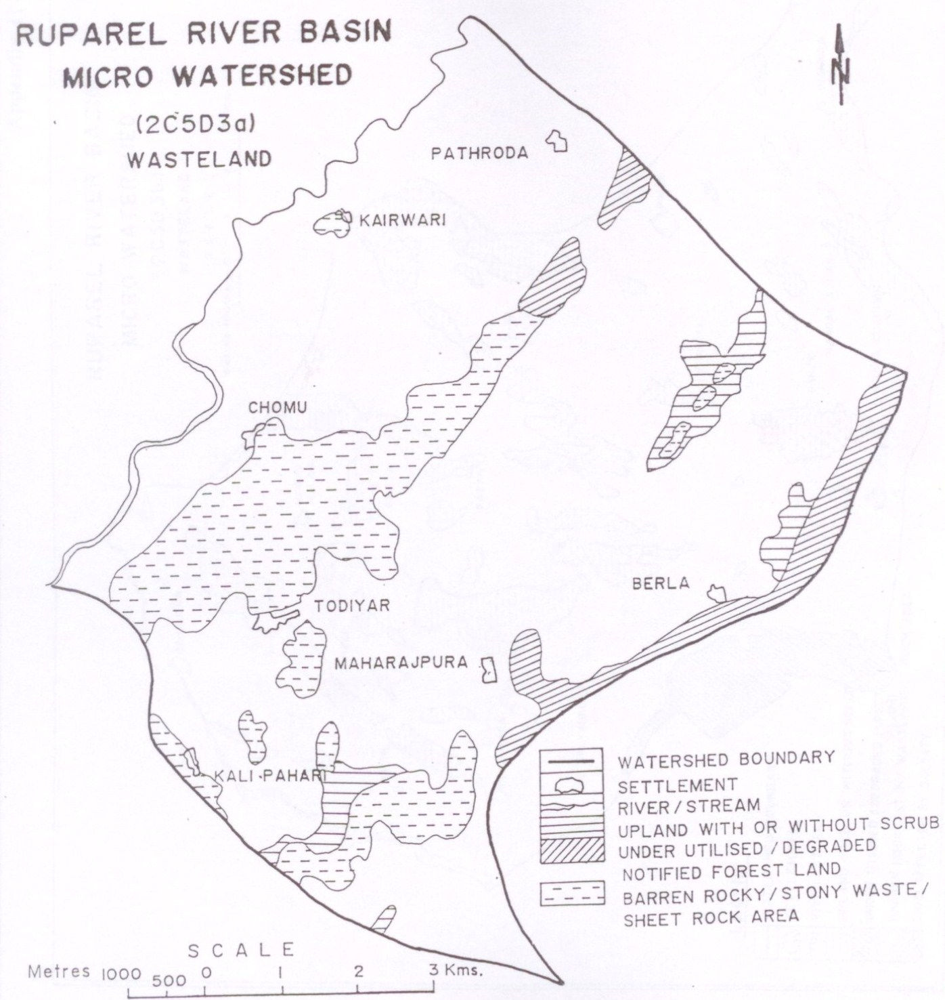 RUPAREL RIVER BASIN
MICRO WATERSHED
(2C5D3a)
WASTELAND
N
PATHRODA
KAIRWARI
CHOMU
TODIYAR
BERLA
MAHARAJPURA
KALI PAHARI
WATERSHED BOUNDARY
SETTLEMENT
RIVER/STREAM
UPLAND WITH OR WITHOUT SCRUB
UNDER UTILISED/DEGRADED
NOTIFIED FOREST LAND
BARREN ROCKY/STONY WASTE/
SHEET ROCK AREA
SCALE
Metres 1000 500 0 1 2 3 Kms.